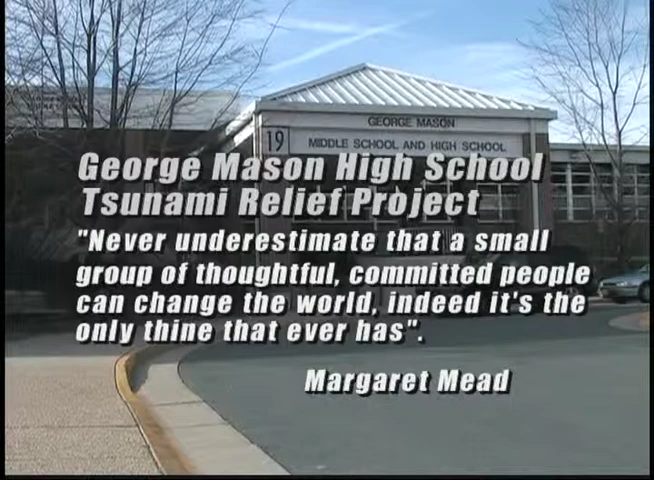 GEORGE MASON
19
MIDDLE SCHOOL AND HIGH SCHOOL
George Mason High School
Tsunami Relief Project
"Never underestimate that a small
group of thoughtful, committed people
can change the world, indeed it's the
only thine that ever has".
Margaret Mead